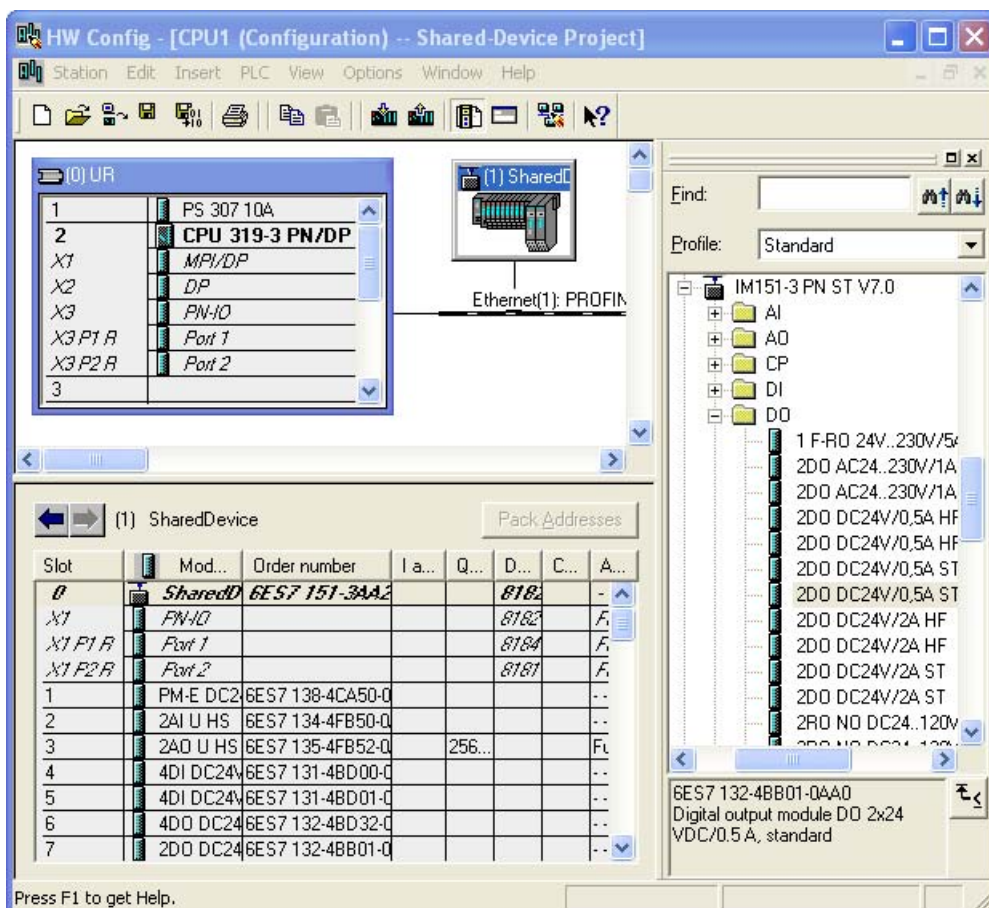 HW Config - [CPU1 (Configuration) -- Shared-Device Project]
Station Edit Insert PLC View Options Window Help
(0) UR
1 PS 307 10A
2 CPU 319-3 PN/DP
X1 MPI/DP
X2 DP
X3 PN-IO
X3 P1 R Port 1
X3 P2 R Port 2
3
(1) SharedD
Ethernet(1): PROFIN
Find:
Profile: Standard
IM151-3 PN ST V7.0
AI
AO
CP
DI
DO
1 F-RO 24V..230V/5A
2DO AC24..230V/1A
2DO AC24..230V/1A
2DO DC24V/0,5A HF
2DO DC24V/0,5A HF
2DO DC24V/0,5A ST
2DO DC24V/0,5A ST
2DO DC24V/2A HF
2DO DC24V/2A HF
2DO DC24V/2A ST
2DO DC24V/2A ST
2RO NO DC24..120V
6ES7 132-4BB01-0AA0
Digital output module DO 2x24
VDC/0.5 A, standard
(1) SharedDevice Pack Addresses
Slot Mod... Order number I a... Q... D... C... A...
0 SharedD 6ES7 151-3AA2 8182 -
X1 PN-IO 8182 F
X1 P1 R Port 1 8184 F
X1 P2 R Port 2 8181 F
1 PM-E DC24 6ES7 138-4CA50-0 - -
2 2AI U HS 6ES7 134-4FB50-0 - -
3 2AO U HS 6ES7 135-4FB52-0 256... Fu
4 4DI DC24V 6ES7 131-4BD00-0 - -
5 4DI DC24V 6ES7 131-4BD01-0 - -
6 4DO DC24 6ES7 132-4BD32-0 - -
7 2DO DC24 6ES7 132-4BB01-0 - -
Press F1 to get Help.